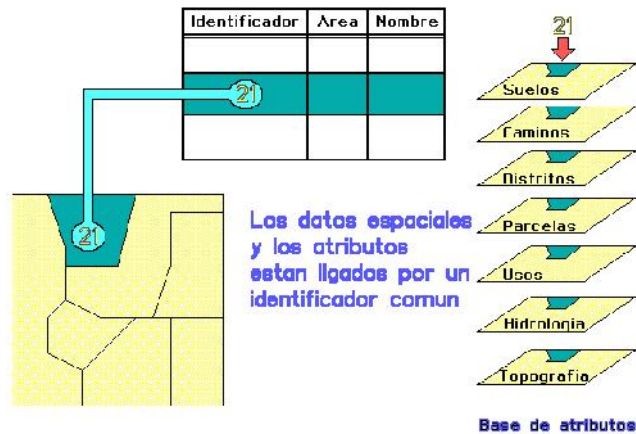 Identificador Area Nombre
21
21
Los datos espaciales
y los atributos
estan ligados por un
identificador comun
21
Suelos
Caminos
Distritos
Parcelas
Usos
Hidrologia
Topografia
Base de atributos